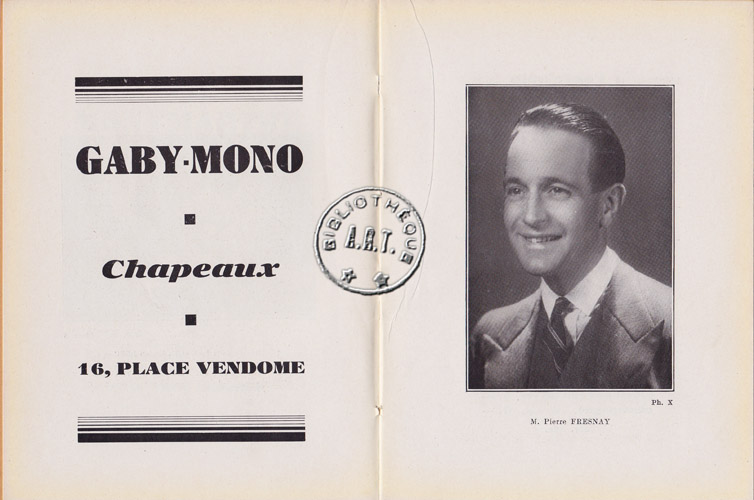 GABY·MONO
Chapeaux
16, PLACE VENDOME
BIBLIOTHÈQUE
A.R.T.
Ph. X
M. Pierre FRESNAY